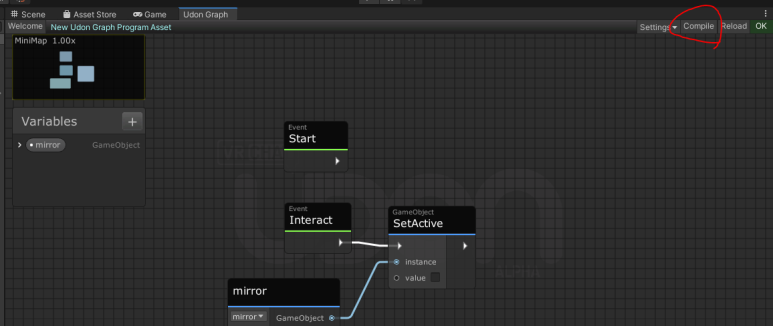 Scene Asset Store Game Udon Graph
Welcome New Udon Graph Program Asset Settings Compile Reload OK
MiniMap 1.00x
Variables +
mirror GameObject
Event
Start
Event
Interact
GameObject
SetActive
instance
value
mirror
mirror GameObject
udon